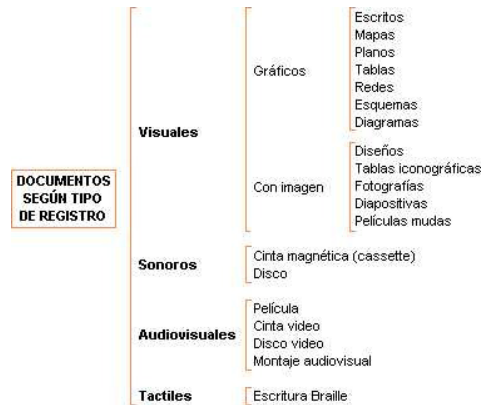 DOCUMENTOS
SEGÚN TIPO
DE REGISTRO
Visuales
Gráficos
Escritos
Mapas
Planos
Tablas
Redes
Esquemas
Diagramas
Con imagen
Diseños
Tablas iconográficas
Fotografías
Diapositivas
Películas mudas
Sonoros
Cinta magnética (cassette)
Disco
Audiovisuales
Película
Cinta video
Disco video
Montaje audiovisual
Tactiles
Escritura Braille